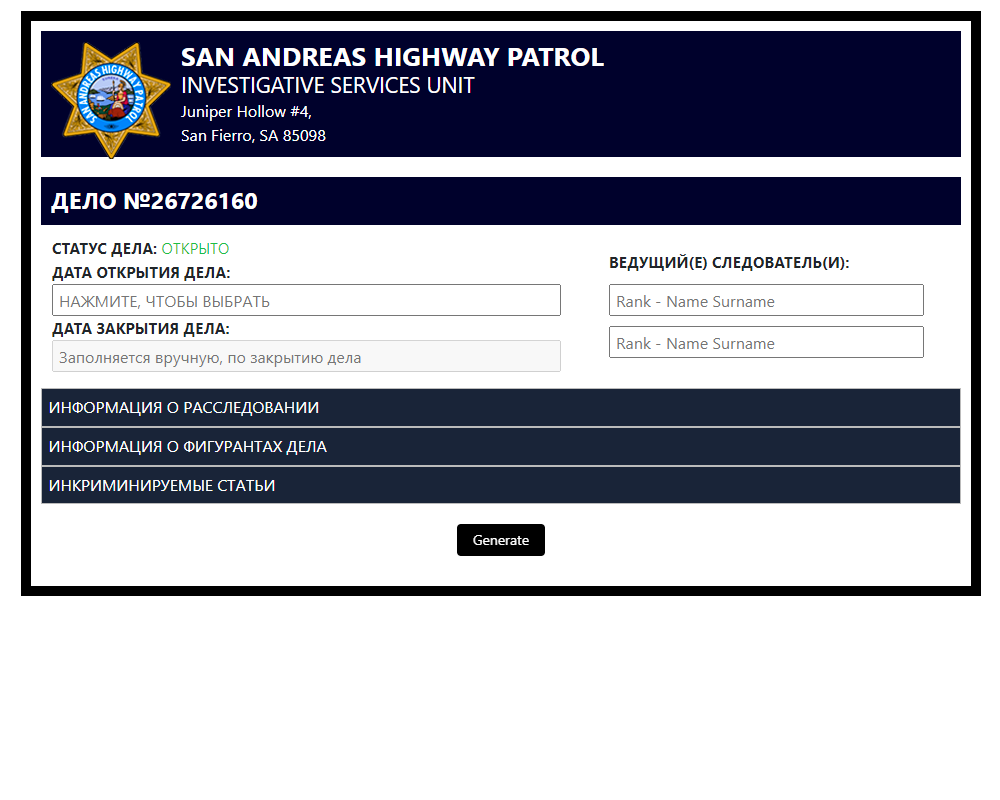 SAN ANDREAS HIGHWAY PATROL
SAN ANDREAS HIGHWAY PATROL
INVESTIGATIVE SERVICES UNIT
Juniper Hollow #4,
San Fierro, SA 85098
ДЕЛО №26726160
СТАТУС ДЕЛА: ОТКРЫТО
ДАТА ОТКРЫТИЯ ДЕЛА:
НАЖМИТЕ, ЧТОБЫ ВЫБРАТЬ
ДАТА ЗАКРЫТИЯ ДЕЛА:
Заполняется вручную, по закрытию дела
ВЕДУЩИЙ(Е) СЛЕДОВАТЕЛЬ(И):
Rank - Name Surname
Rank - Name Surname
ИНФОРМАЦИЯ О РАССЛЕДОВАНИИ
ИНФОРМАЦИЯ О ФИГУРАНТАХ ДЕЛА
ИНКРИМИНИРУЕМЫЕ СТАТЬИ
Generate